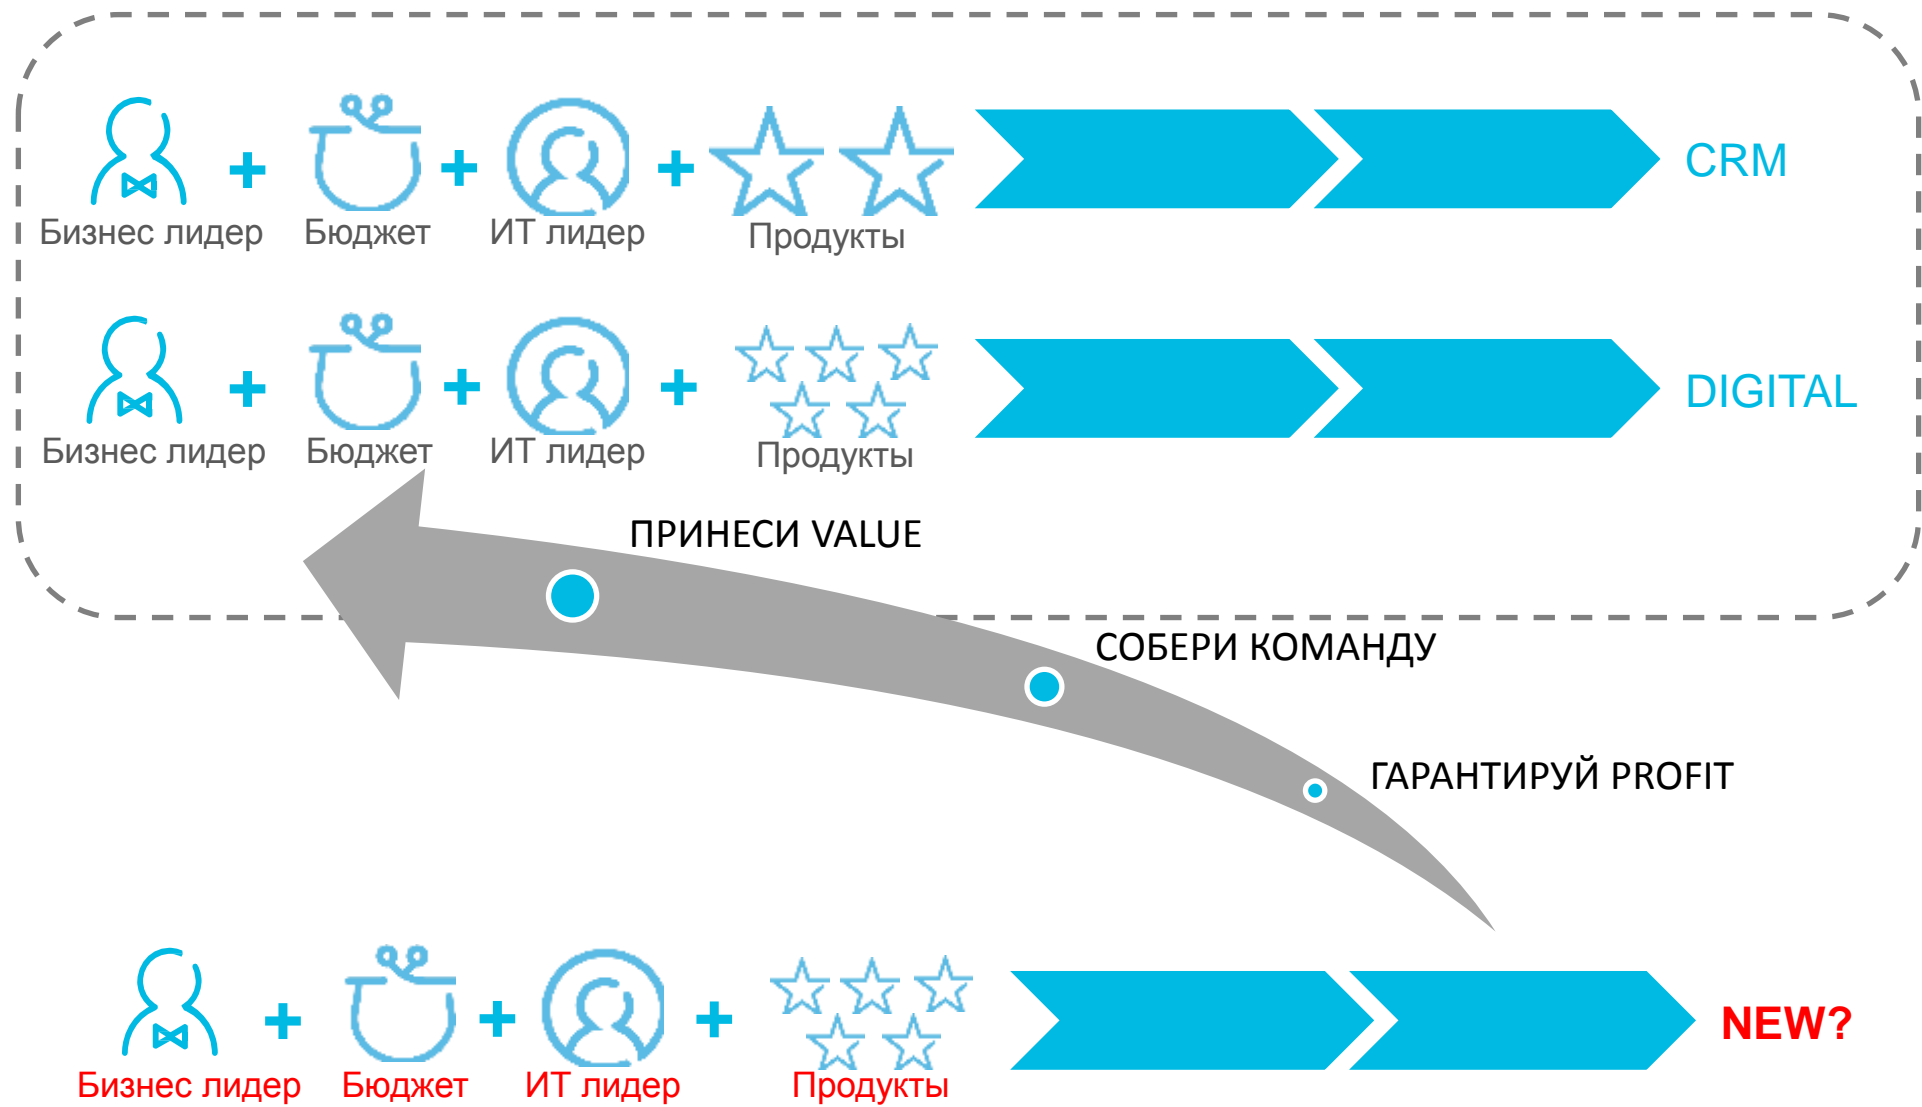 CRM
Бизнес лидер Бюджет ИТ лидер Продукты
DIGITAL
Бизнес лидер Бюджет ИТ лидер Продукты
ПРИНЕСИ VALUE
СОБЕРИ КОМАНДУ
ГАРАНТИРУЙ PROFIT
NEW?
Бизнес лидер Бюджет ИТ лидер Продукты